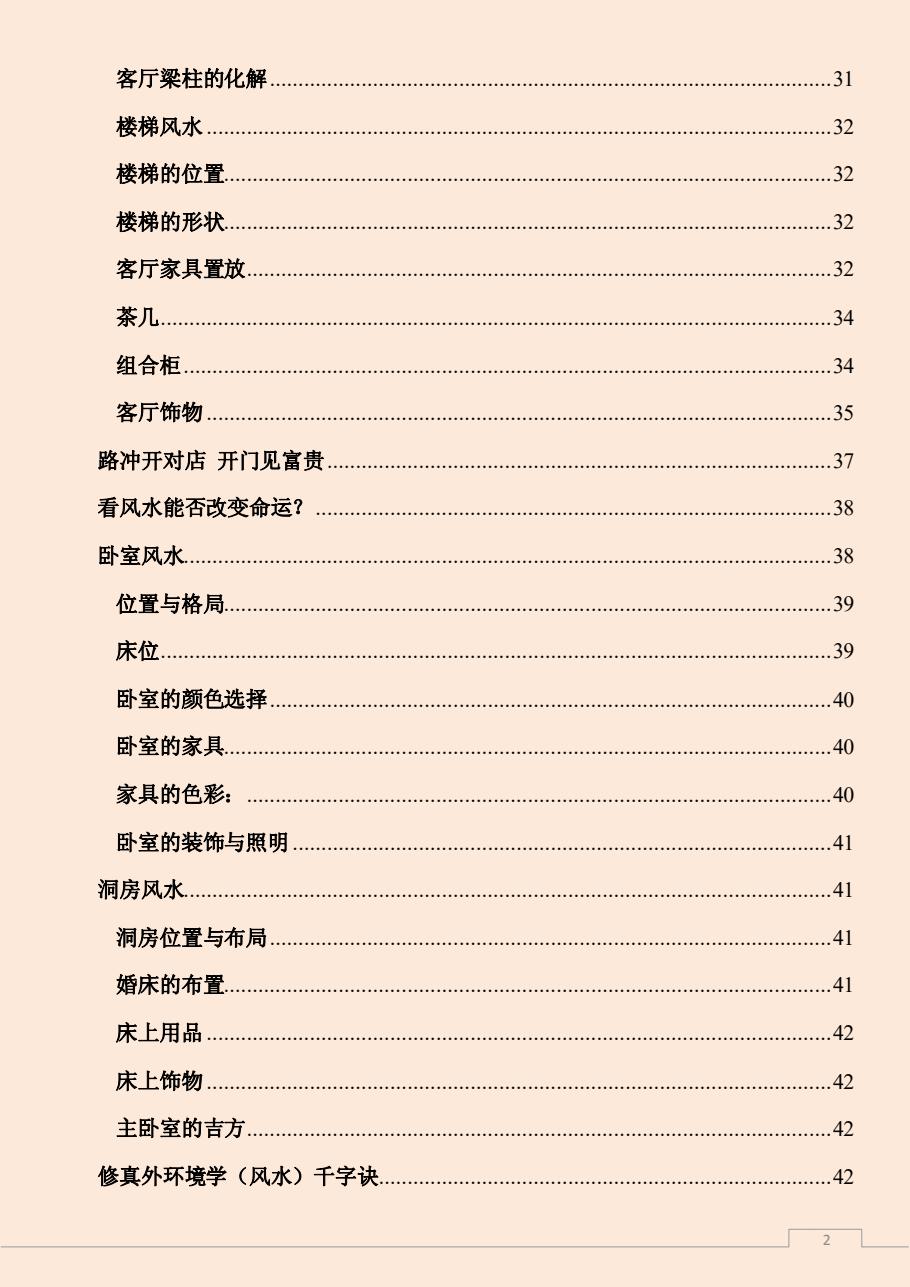 客厅梁柱的化解................................................................................................31
楼梯风水................................................................................................32
楼梯的位置................................................................................................32
楼梯的形状................................................................................................32
客厅家具置放................................................................................................32
茶几................................................................................................34
组合柜................................................................................................34
客厅饰物................................................................................................35
路冲开对店 开门见富贵................................................................................................37
看风水能否改变命运？................................................................................................38
卧室风水................................................................................................38
位置与格局................................................................................................39
床位................................................................................................39
卧室的颜色选择................................................................................................40
卧室的家具................................................................................................40
家具的色彩：................................................................................................40
卧室的装饰与照明................................................................................................41
洞房风水................................................................................................41
洞房位置与布局................................................................................................41
婚床的布置................................................................................................41
床上用品................................................................................................42
床上饰物................................................................................................42
主卧室的吉方................................................................................................42
修真外环境学（风水）千字诀................................................................................................42
2